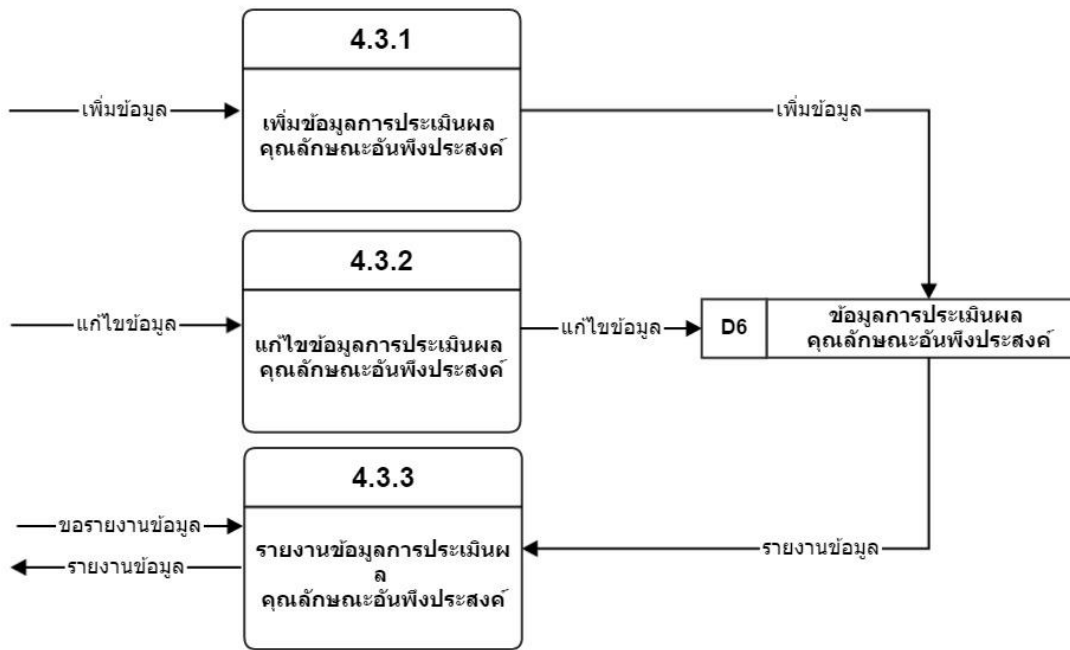 4.3.1
เพิ่มข้อมูล
เพิ่มข้อมูลการประเมินผล
คุณลักษณะอันพึงประสงค์
เพิ่มข้อมูล
4.3.2
แก้ไขข้อมูล
แก้ไขข้อมูลการประเมินผล
คุณลักษณะอันพึงประสงค์
แก้ไขข้อมูล
D6
ข้อมูลการประเมินผล
คุณลักษณะอันพึงประสงค์
4.3.3
ขอรายงานข้อมูล
รายงานข้อมูล
รายงานข้อมูลการประเมินผ
ล
คุณลักษณะอันพึงประสงค์
รายงานข้อมูล